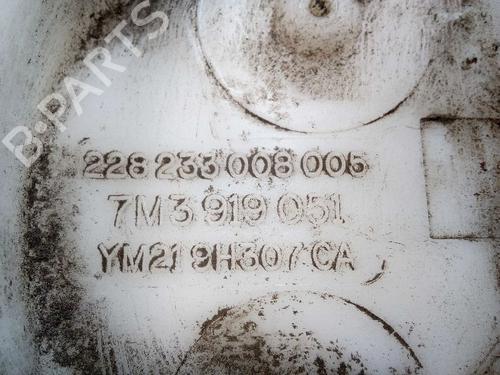 B-PARTS
228 233 008 005
7M3 919 051
YM21 9H307 CA